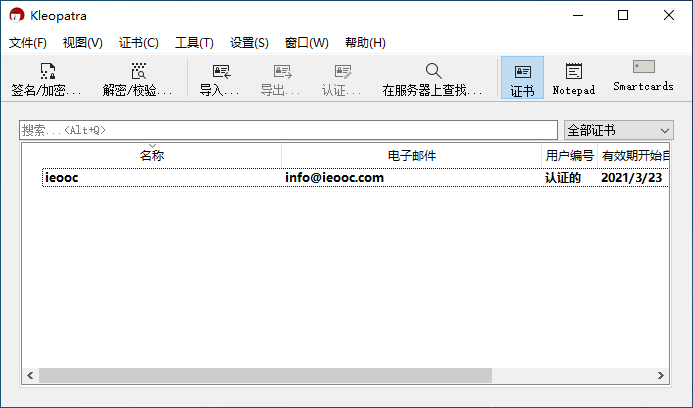 Kleopatra
文件(F) 视图(V) 证书(C) 工具(T) 设置(S) 窗口(W) 帮助(H)
签名/加密... 解密/校验... 导入... 导出... 认证... 在服务器上查找... 证书 Notepad Smartcards
搜索...<Alt+Q> 全部证书
名称 电子邮件 用户编号 有效期开始自
ieooc info@ieooc.com 认证的 2021/3/23